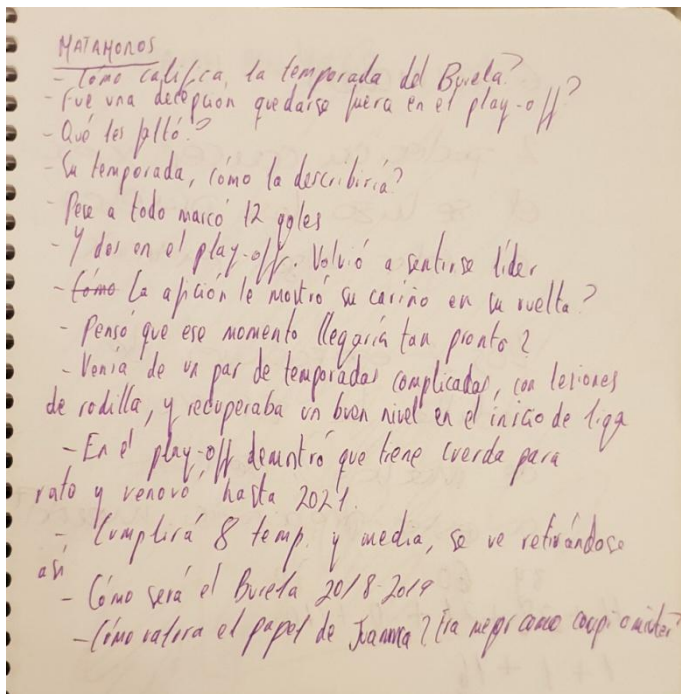 MATAMOROS
- Cómo califica, la temporada del Burela?
- Fue una decepción quedarse fuera en el play-off?
- Qué les faltó?
- Su temporada, cómo la describiría?
- Pese a todo marcó 12 goles
- Y dos en el play-off. Volvió a sentirse líder
- Cómo La afición le mostró su cariño en su vuelta?
- Pensó que ese momento llegaría tan pronto?
- Venía de un par de temporadas complicadas, con lesiones
de rodilla, y recuperaba un buen nivel en el inicio de liga
- En el play-off demostró que tiene cuerda para
rato y renovó hasta 2021.
- Cumplirá 8 temp. y media, se ve retirándose
así
- Cómo será el Burela 2018-2019
- Cómo valora el papel de Juanma? Era mejor como